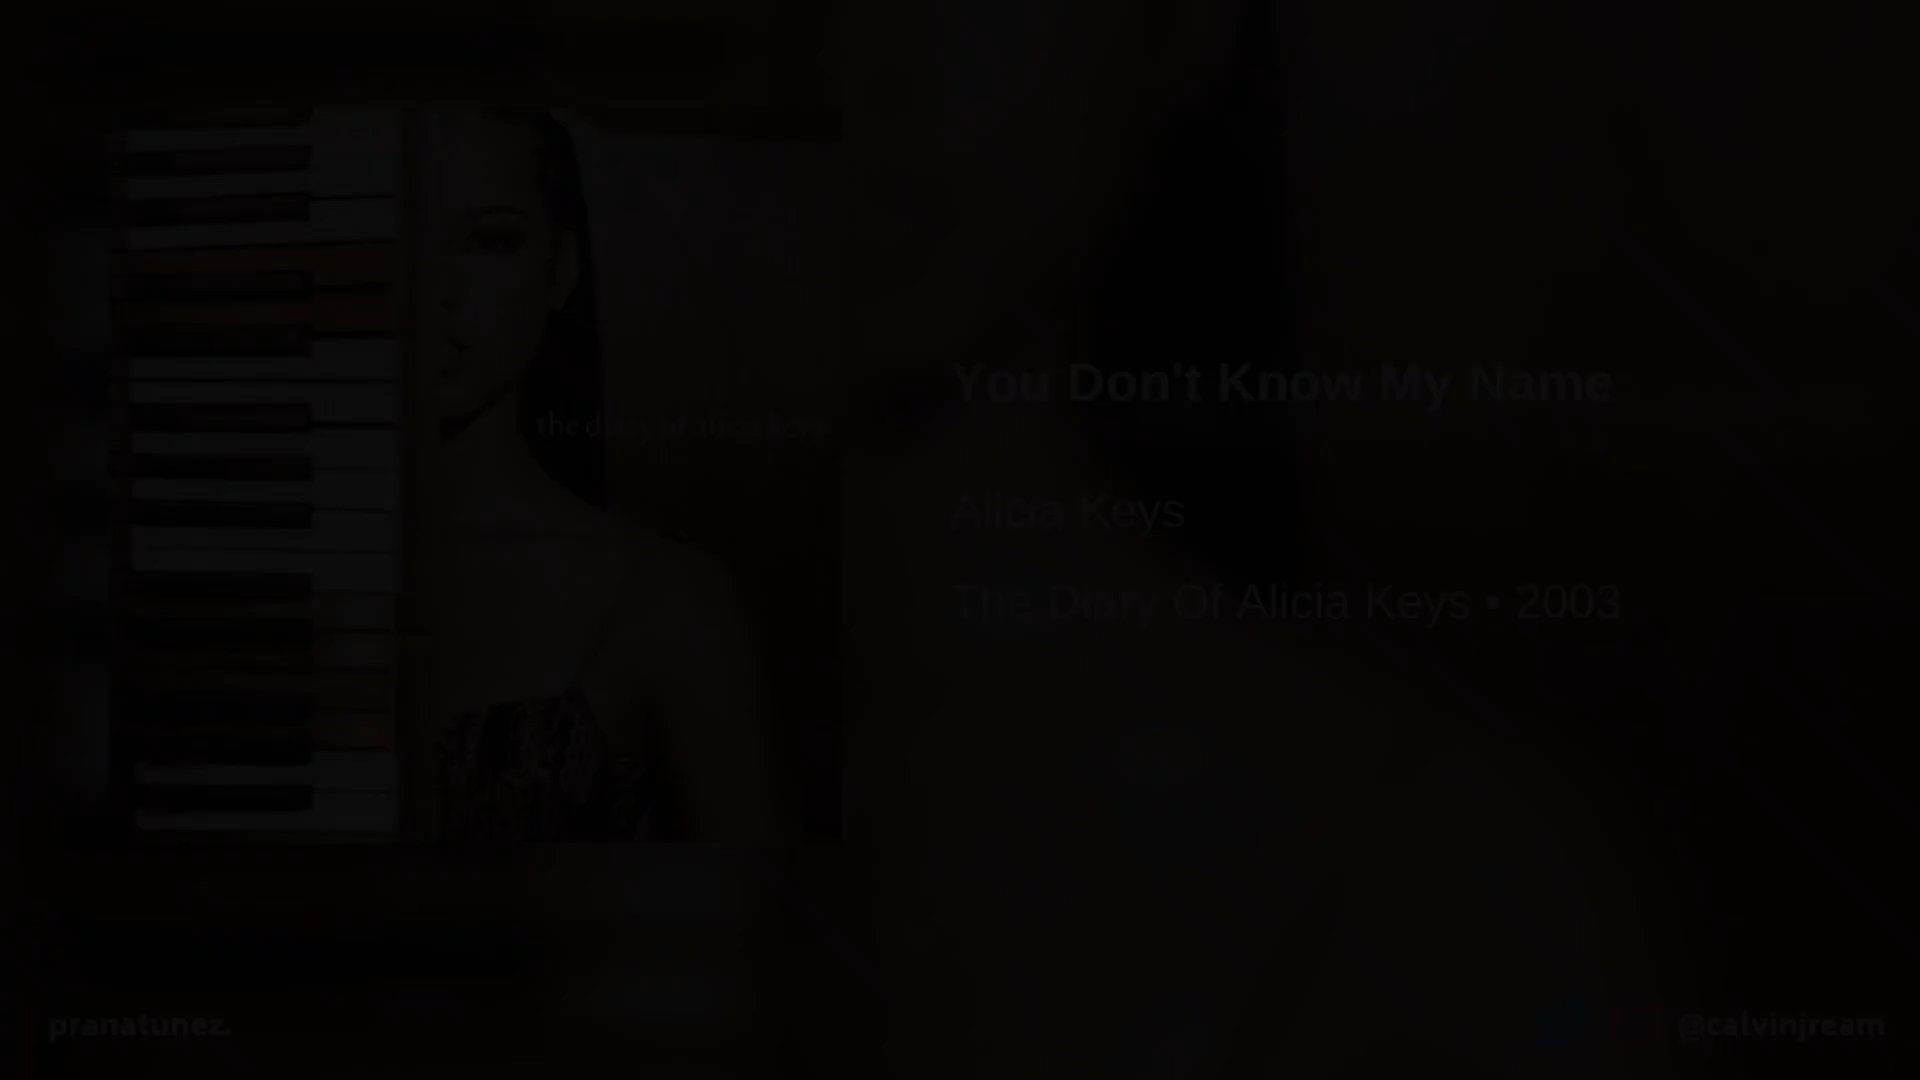 the diary of alicia keys
You Don't Know My Name
Alicia Keys
The Diary Of Alicia Keys • 2003
pranatunez.
@calvinjream